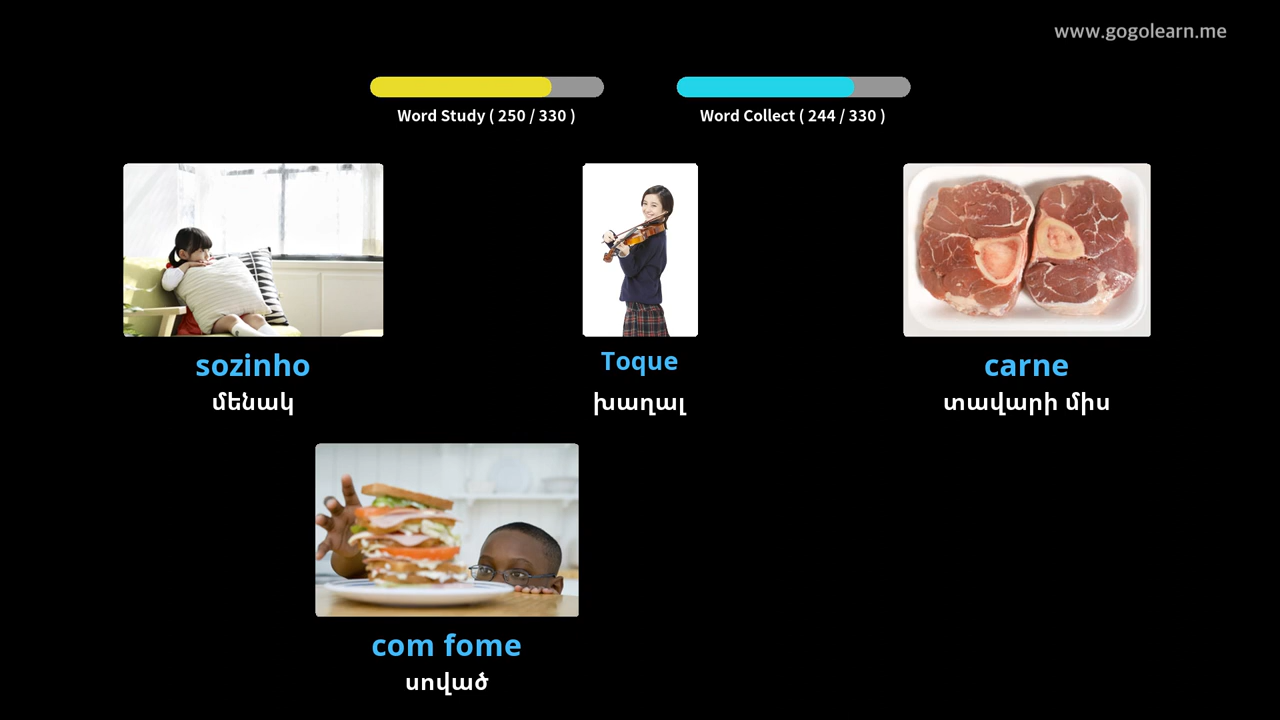 www.gogolearn.me
Word Study ( 250 / 330 )
Word Collect ( 244 / 330 )
sozinho
մենակ
Toque
խաղալ
carne
տավարի միս
com fome
սոված